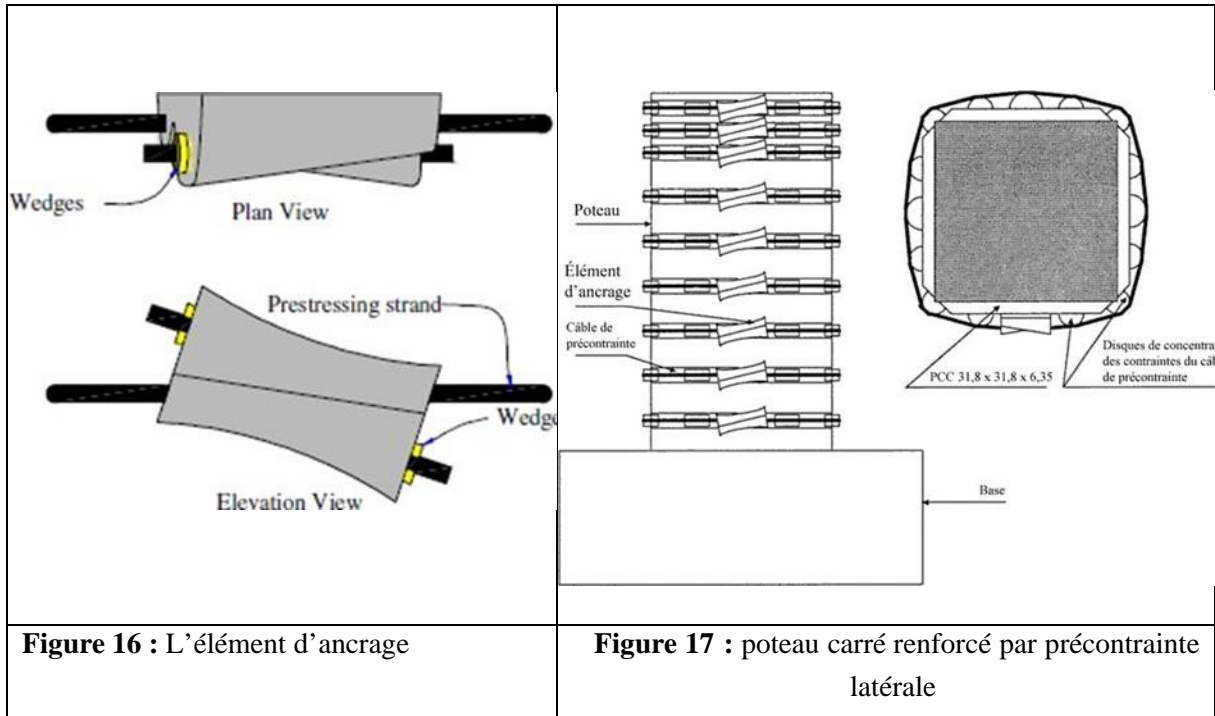 Wedges
Plan View
Prestressing strand
Wedge
Elevation View
Poteau
Élément
d'ancrage
Câble de
précontrainte
PCC 31,8 x 31,8 x 6,35
Disques de concentra
des contraintes du câb
de précontrainte
Base
Figure 16 : L'élément d'ancrage
Figure 17 : poteau carré renforcé par précontrainte
latérale